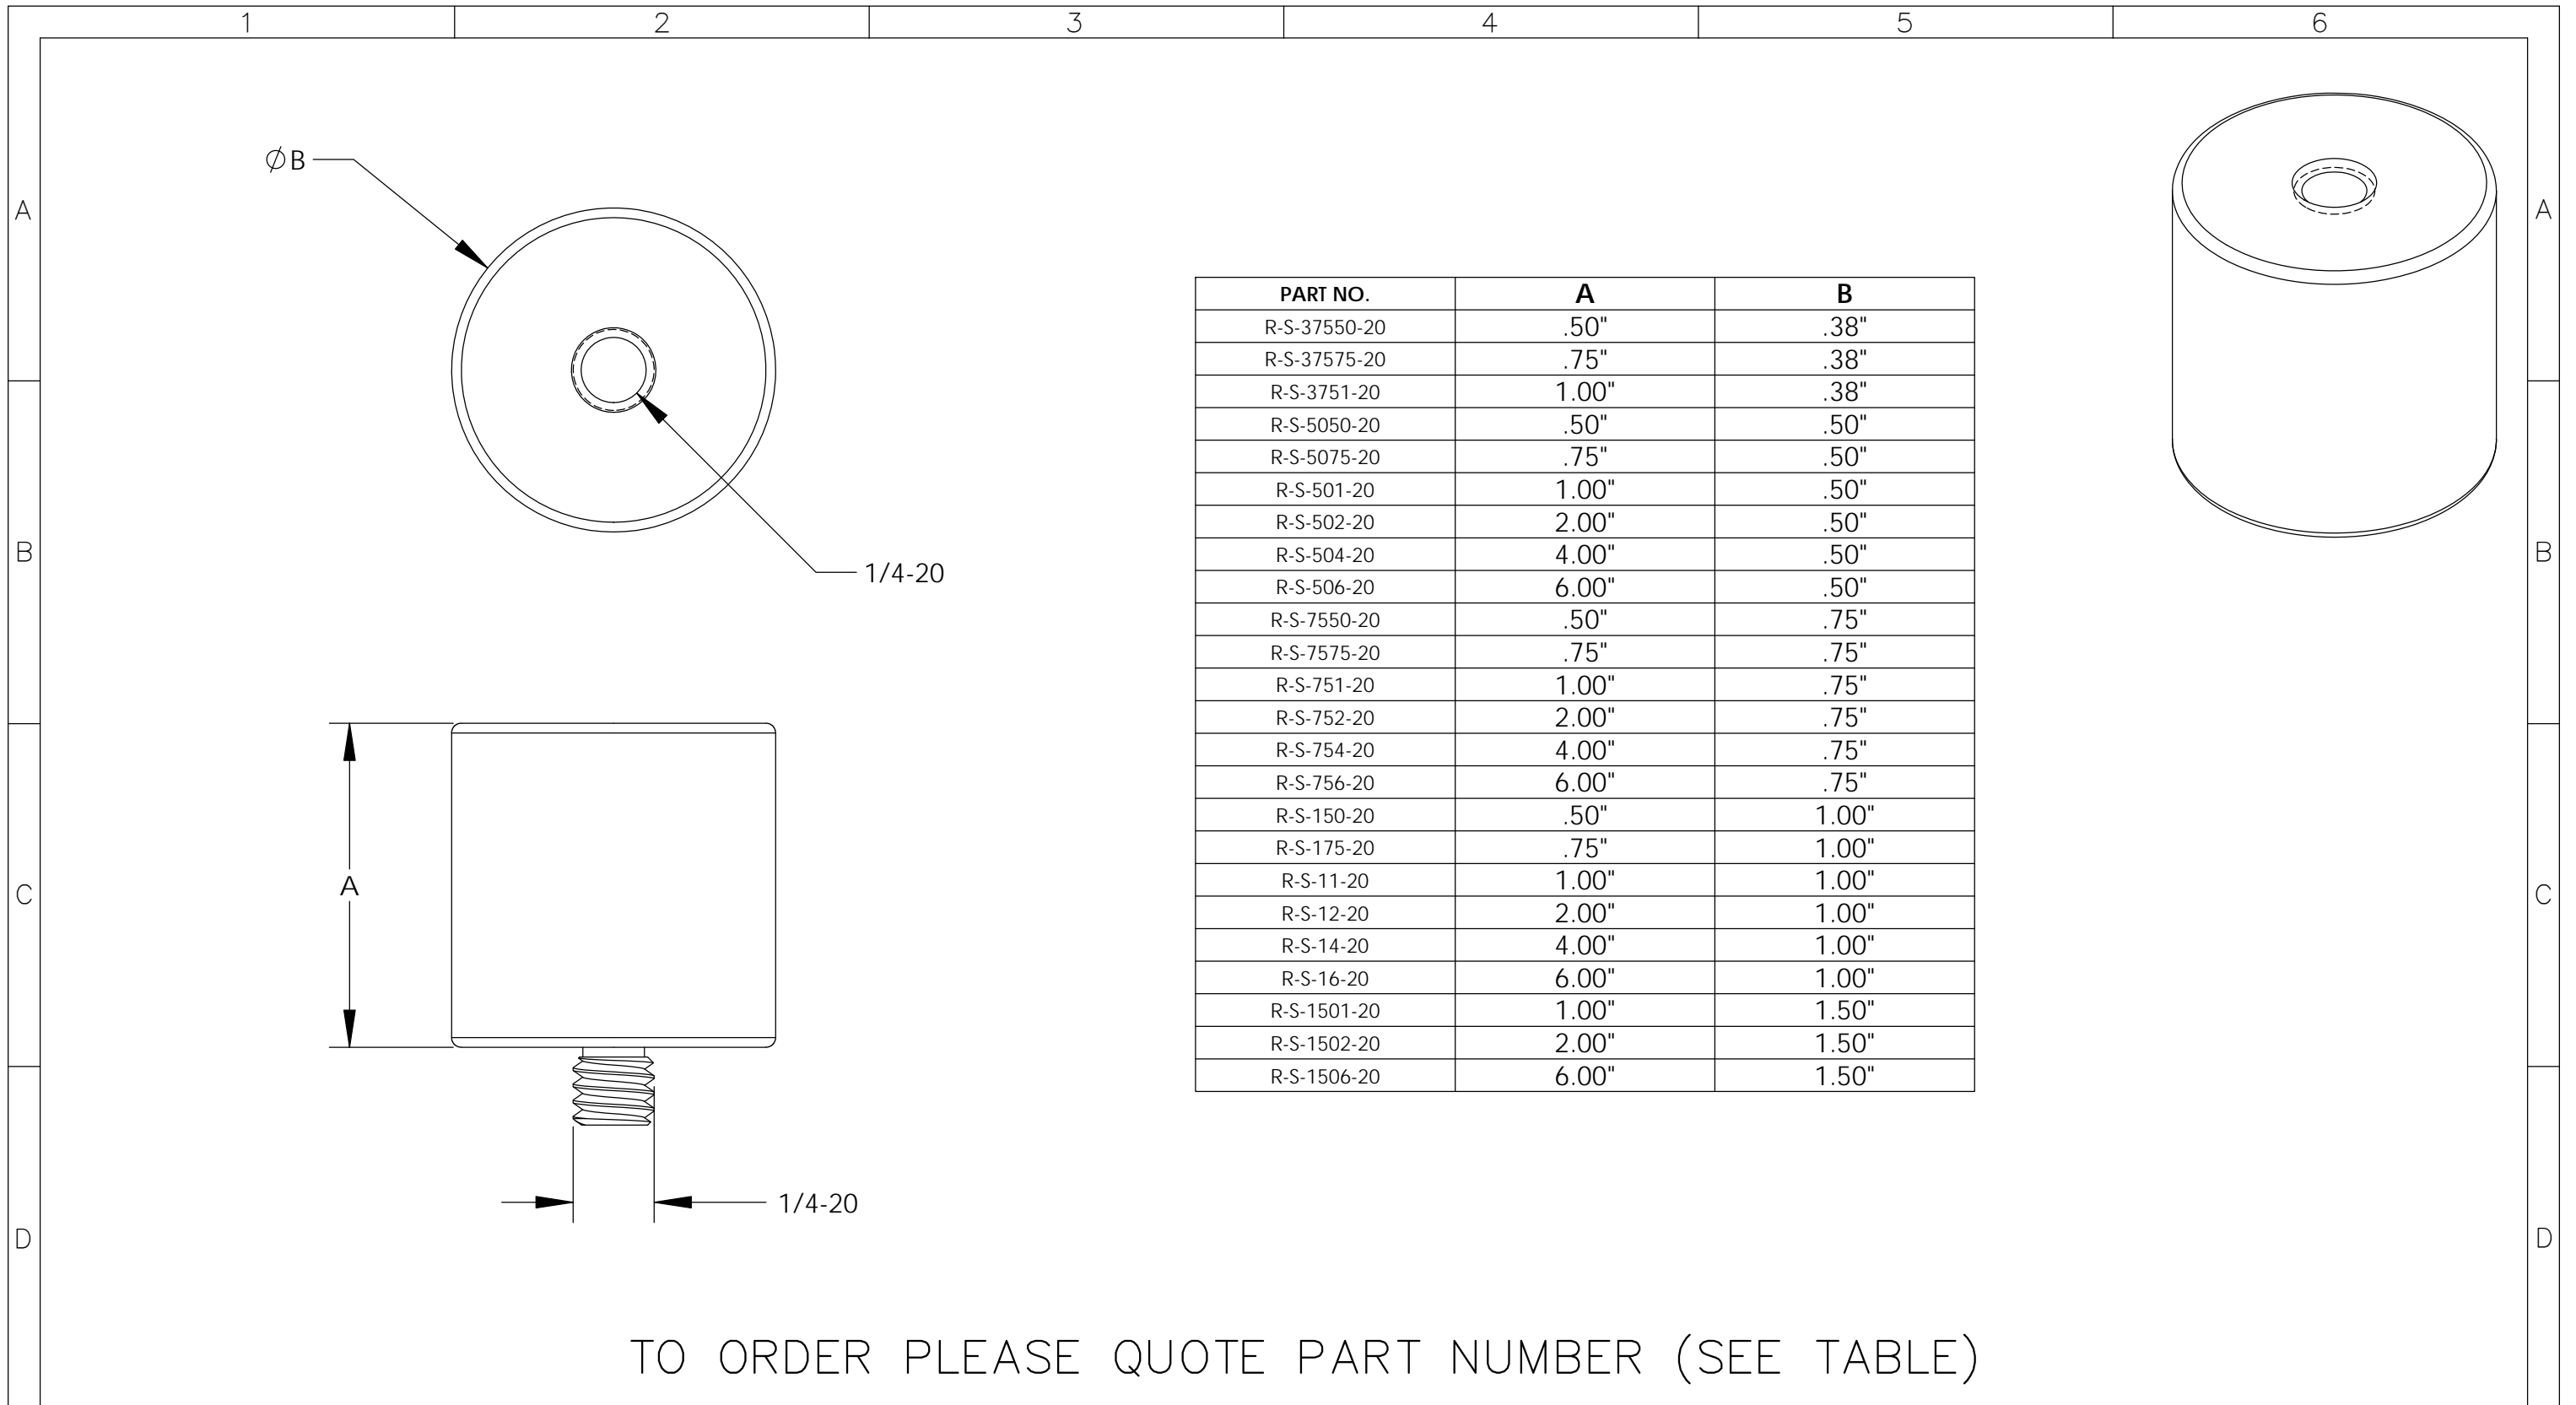 1 2 3 4 5 6
A A
B B
C C
D D
∅B
1/4-20
A
1/4-20
PART NO. A B
R-S-37550-20 .50" .38"
R-S-37575-20 .75" .38"
R-S-3751-20 1.00" .38"
R-S-5050-20 .50" .50"
R-S-5075-20 .75" .50"
R-S-501-20 1.00" .50"
R-S-502-20 2.00" .50"
R-S-504-20 4.00" .50"
R-S-506-20 6.00" .50"
R-S-7550-20 .50" .75"
R-S-7575-20 .75" .75"
R-S-751-20 1.00" .75"
R-S-752-20 2.00" .75"
R-S-754-20 4.00" .75"
R-S-756-20 6.00" .75"
R-S-150-20 .50" 1.00"
R-S-175-20 .75" 1.00"
R-S-11-20 1.00" 1.00"
R-S-12-20 2.00" 1.00"
R-S-14-20 4.00" 1.00"
R-S-16-20 6.00" 1.00"
R-S-1501-20 1.00" 1.50"
R-S-1502-20 2.00" 1.50"
R-S-1506-20 6.00" 1.50"
TO ORDER PLEASE QUOTE PART NUMBER (SEE TABLE)